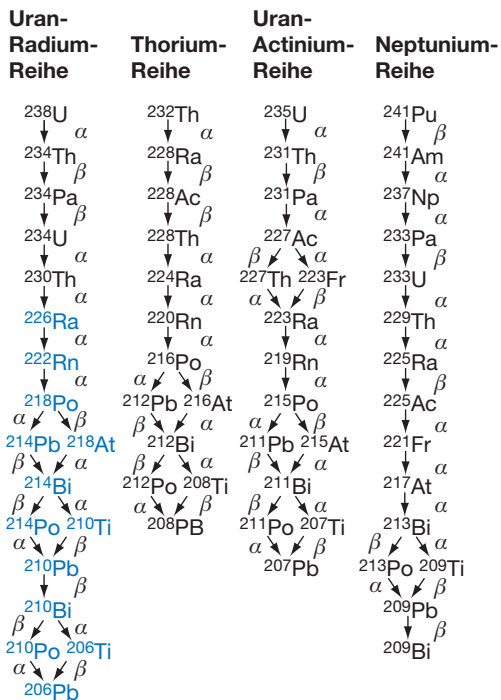 Uran-
Radium-
Reihe
²³⁸U
α
²³⁴Th
β
²³⁴Pa
β
²³⁴U
α
²³⁰Th
α
²²⁶Ra
α
²²²Rn
α
²¹⁸Po
α β
²¹⁴Pb ²¹⁸At
β α
²¹⁴Bi
β α
²¹⁴Po ²¹⁰Ti
α β
²¹⁰Pb
β
²¹⁰Bi
β α
²¹⁰Po ²⁰⁶Ti
α β
²⁰⁶Pb
Thorium-
Reihe
²³²Th
α
²²⁸Ra
β
²²⁸Ac
β
²²⁸Th
α
²²⁴Ra
α
²²⁰Rn
α
²¹⁶Po
α β
²¹²Pb ²¹⁶At
β α
²¹²Bi
β α
²¹²Po ²⁰⁸Ti
α β
²⁰⁸PB
Uran-
Actinium-
Reihe
²³⁵U
α
²³¹Th
β
²³¹Pa
α
²²⁷Ac
β α
²²⁷Th ²²³Fr
α β
²²³Ra
α
²¹⁹Rn
α
²¹⁵Po
α β
²¹¹Pb ²¹⁵At
β α
²¹¹Bi
β α
²¹¹Po ²⁰⁷Ti
α β
²⁰⁷Pb
Neptunium-
Reihe
²⁴¹Pu
β
²⁴¹Am
α
²³⁷Np
α
²³³Pa
β
²³³U
α
²²⁹Th
α
²²⁵Ra
β
²²⁵Ac
α
²²¹Fr
α
²¹⁷At
α
²¹³Bi
β α
²¹³Po ²⁰⁹Ti
α β
²⁰⁹Pb
β
²⁰⁹Bi